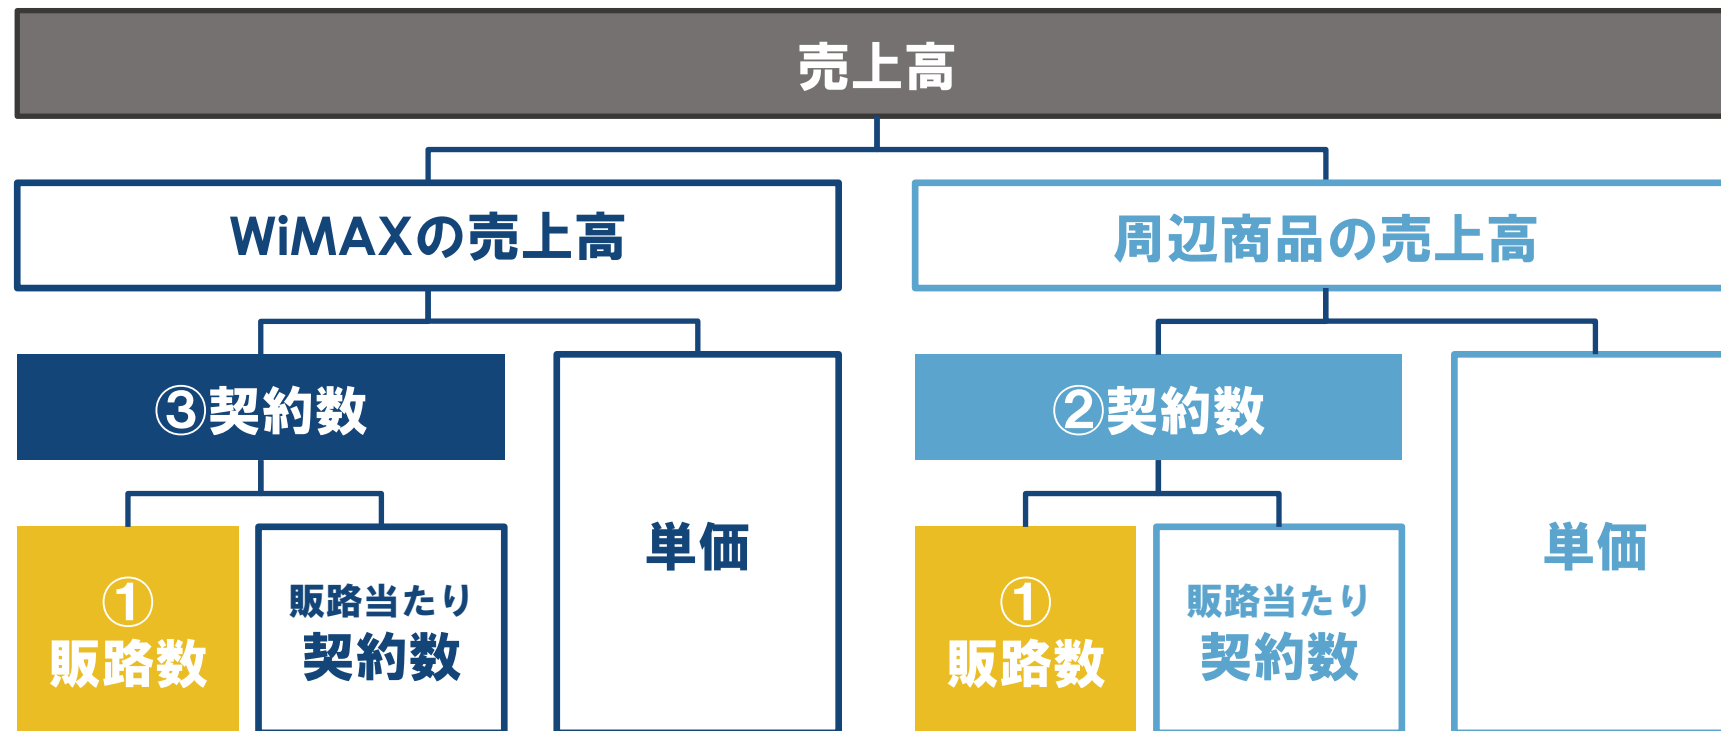 売上高
WiMAXの売上高
周辺商品の売上高
③契約数
②契約数
単価
単価
①
販路数
販路当たり
契約数
①
販路数
販路当たり
契約数